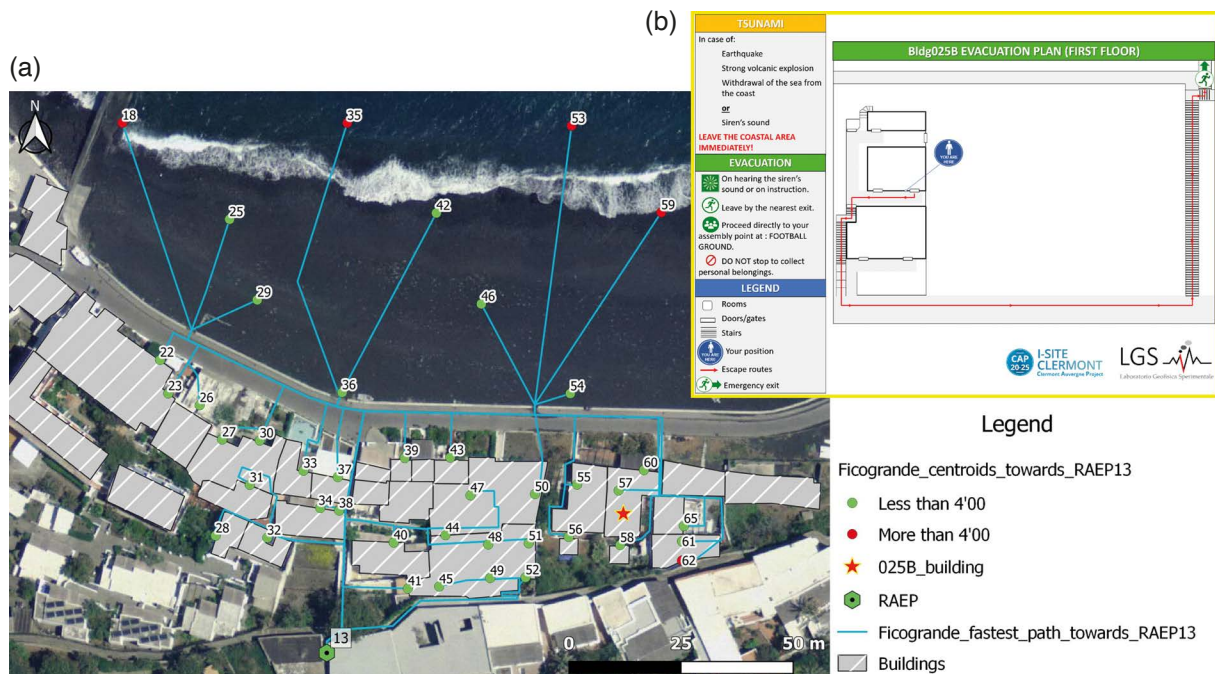 (a)
N
18
35
53
59
25
42
29
46
22
23
26
36
54
27
30
39
43
33
37
31
47
50
55
57
60
34
38
28
32
40
44
48
51
56
58
65
61
62
41
45
49
52
13
0
25
50 m
(b)
TSUNAMI
In case of:
Earthquake
Strong volcanic explosion
Withdrawal of the sea from
the coast
or
Siren's sound
LEAVE THE COASTAL AREA
IMMEDIATELY!
EVACUATION
On hearing the siren's
sound or on instruction.
Leave by the nearest exit.
Proceed directly to your
assembly point at : FOOTBALL
GROUND.
DO NOT stop to collect
personal belongings.
LEGEND
Rooms
Doors/gates
Stairs
YOU ARE
HERE
Your position
Escape routes
Emergency exit
Bldg025B EVACUATION PLAN (FIRST FLOOR)
YOU ARE
HERE
CAP
20-25
I-SITE
CLERMONT
Clermont Auvergne Project
LGS
Laboratorio Geofisica Sperimentale
Legend
Ficogrande_centroids_towards_RAEP13
Less than 4'00
More than 4'00
025B_building
RAEP
Ficogrande_fastest_path_towards_RAEP13
Buildings